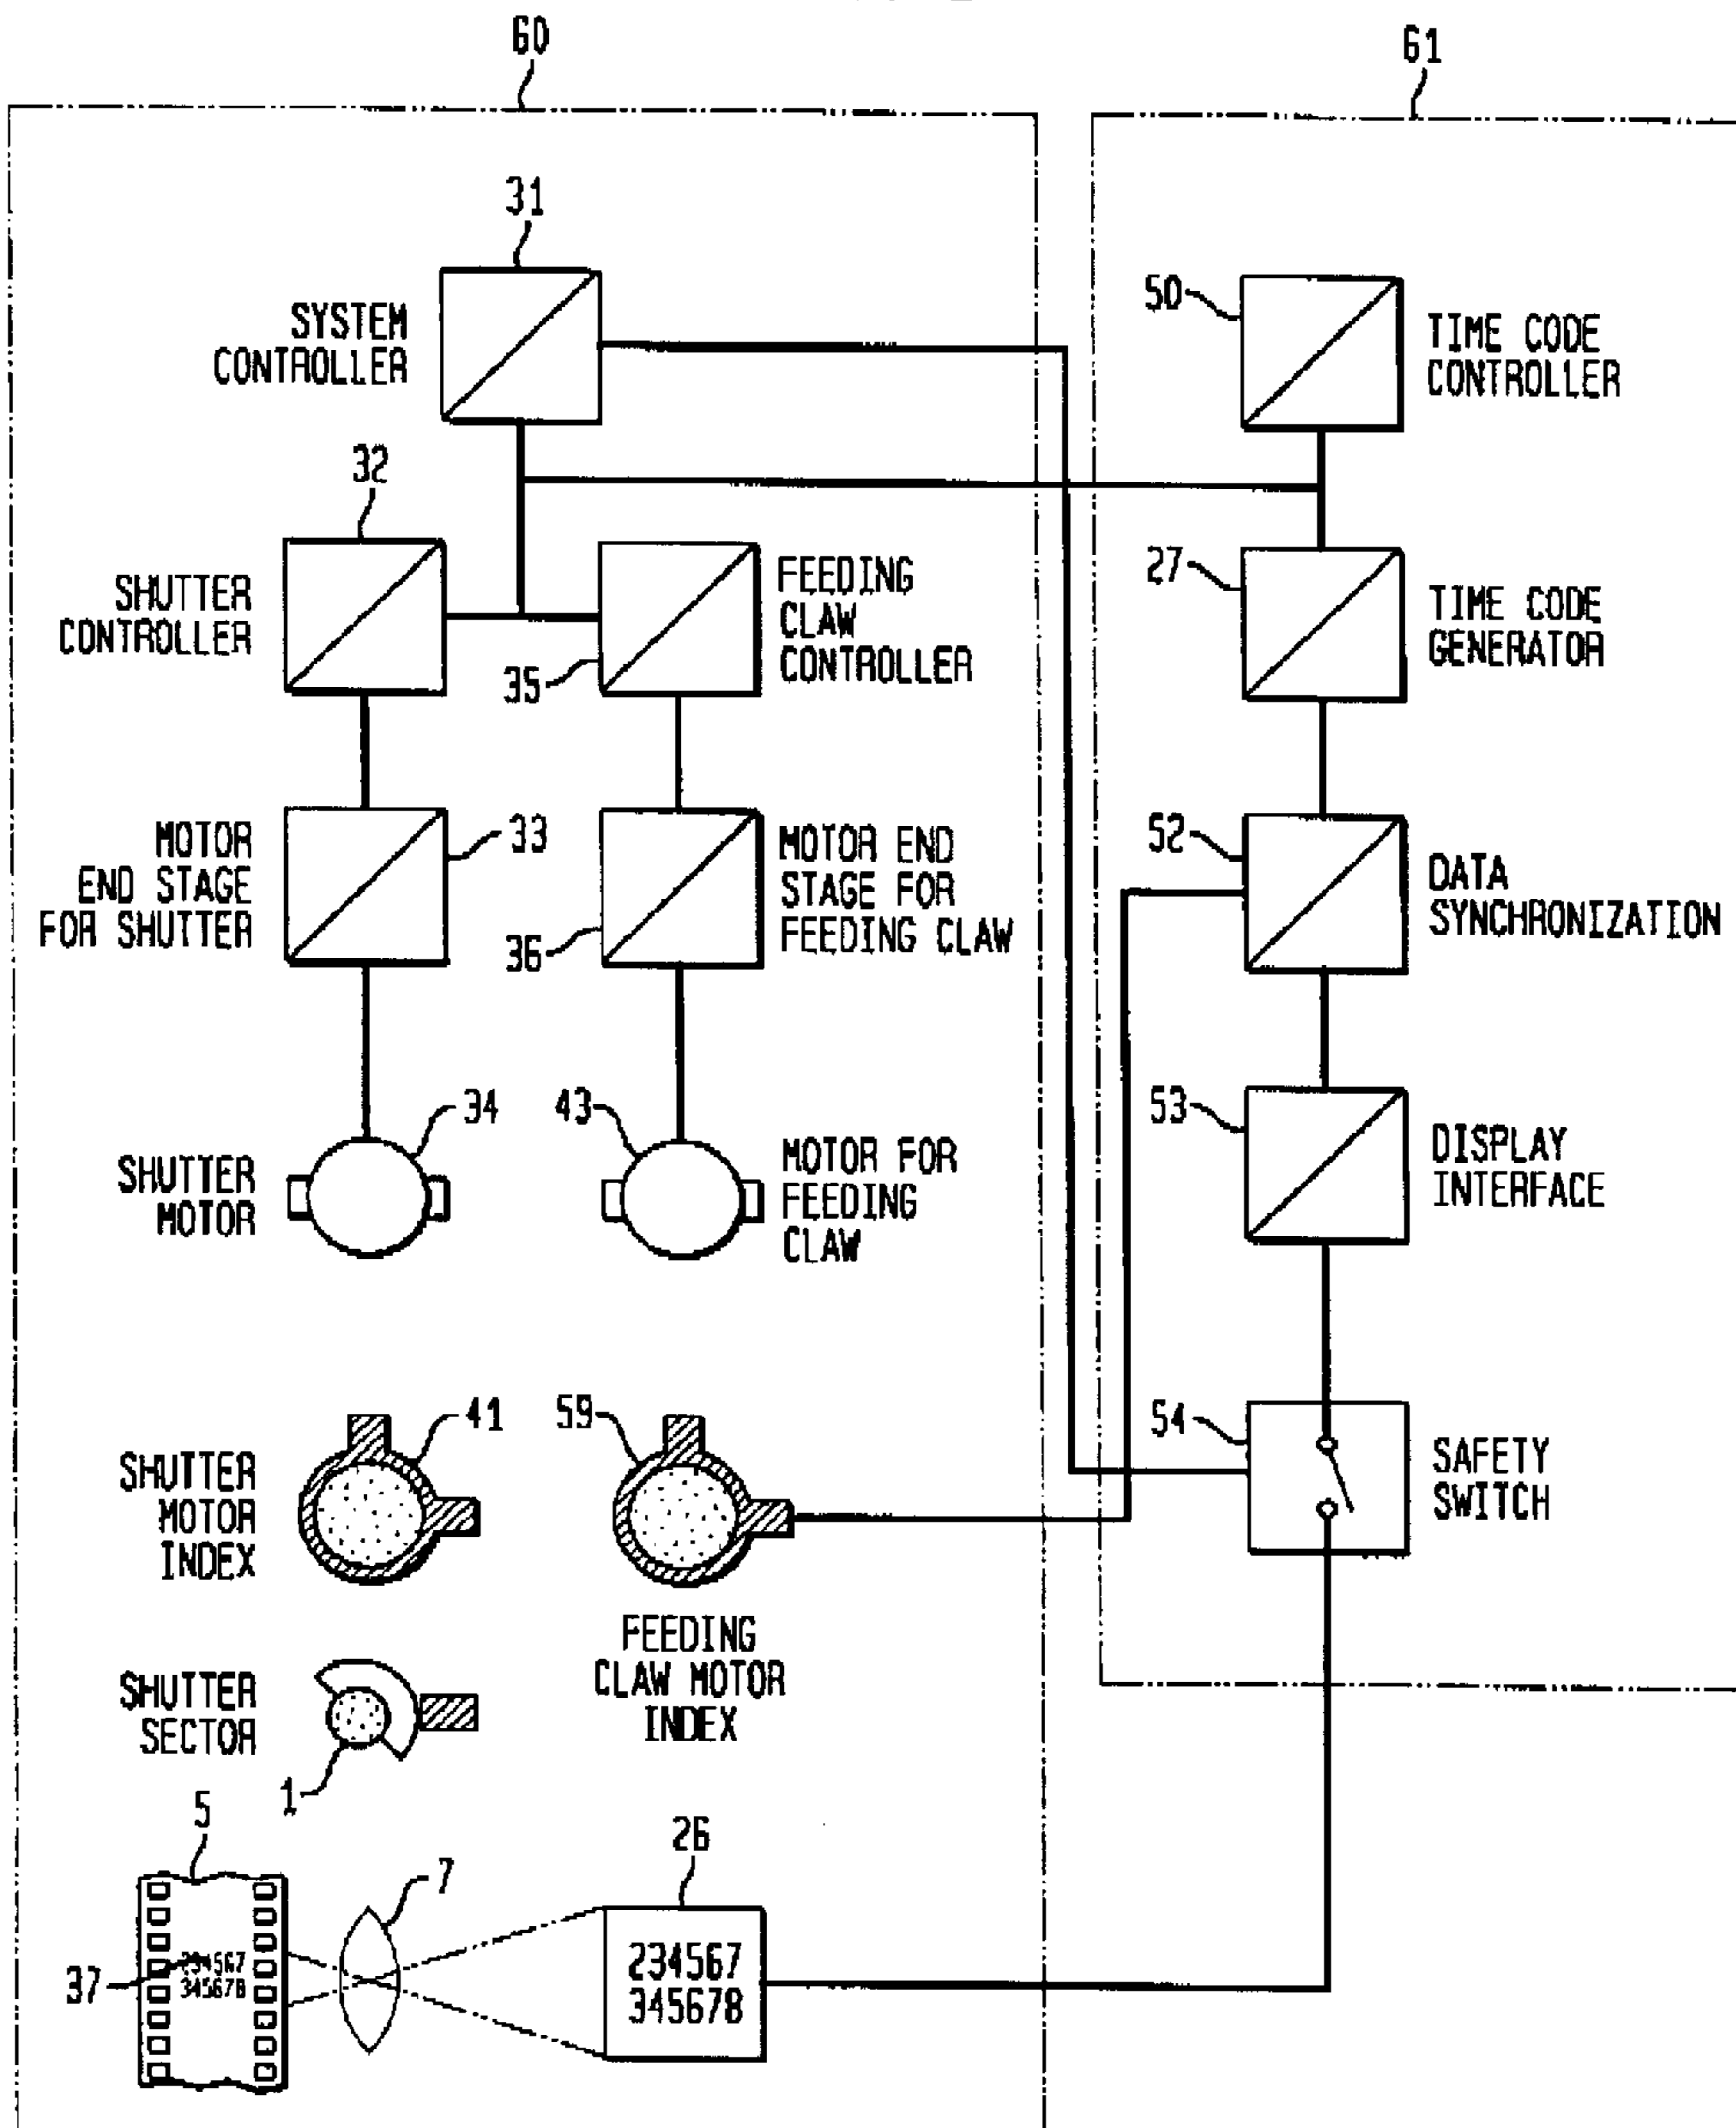 60
61
31
SYSTEM
CONTROLLER
50
TIME CODE
CONTROLLER
32
SHUTTER
CONTROLLER
35
FEEDING
CLAW
CONTROLLER
27
TIME CODE
GENERATOR
MOTOR
END STAGE
FOR SHUTTER
33
36
MOTOR END
STAGE FOR
FEEDING CLAW
52
DATA
SYNCHRONIZATION
SHUTTER
MOTOR
34
43
MOTOR FOR
FEEDING
CLAW
53
DISPLAY
INTERFACE
SHUTTER
MOTOR
INDEX
41
59
FEEDING
CLAW MOTOR
INDEX
54
SAFETY
SWITCH
SHUTTER
SECTOR
1
5
37
234567
345678
7
26
234567
345678